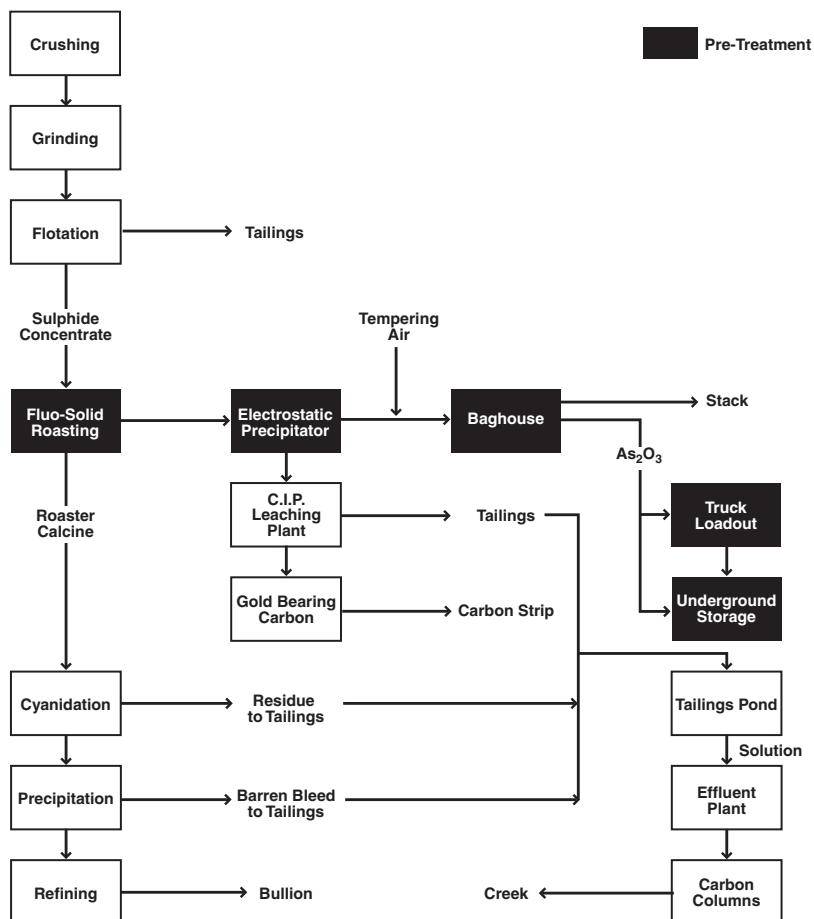 Crushing
Pre-Treatment
Grinding
Flotation
Tailings
Sulphide
Concentrate
Tempering
Air
Fluo-Solid
Roasting
Electrostatic
Precipitator
Baghouse
Stack
As₂O₃
Roaster
Calcine
C.I.P.
Leaching
Plant
Tailings
Truck
Loadout
Gold Bearing
Carbon
Carbon Strip
Underground
Storage
Cyanidation
Residue
to Tailings
Tailings Pond
Solution
Precipitation
Barren Bleed
to Tailings
Effluent
Plant
Refining
Bullion
Creek
Carbon
Columns